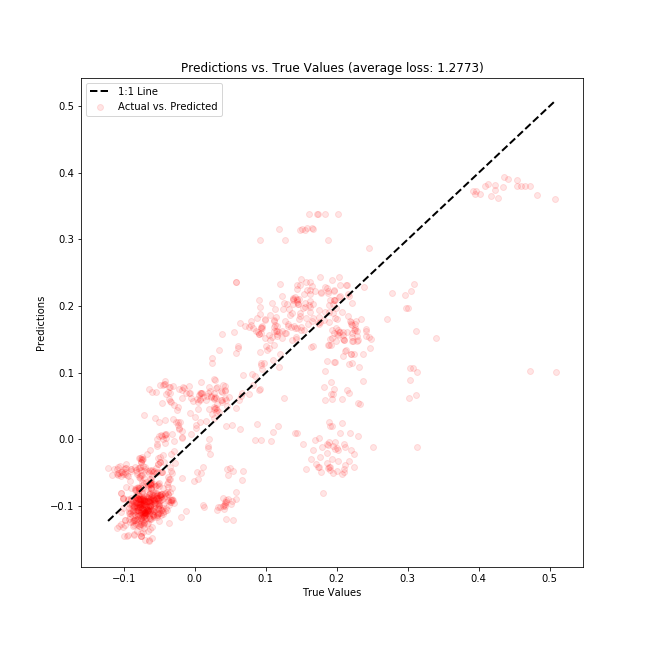 Predictions vs. True Values (average loss: 1.2773)
1:1 Line
Actual vs. Predicted
0.5
0.4
0.3
0.2
0.1
0.0
−0.1
Predictions
−0.1 0.0 0.1 0.2 0.3 0.4 0.5
True Values